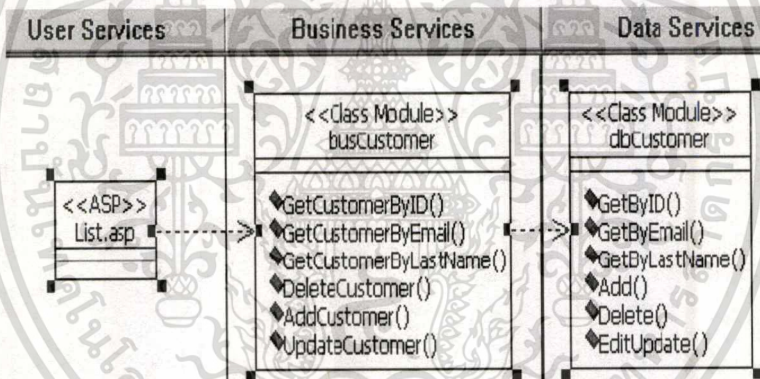 User Services
Business Services
Data Services
<<ASP>>
List.asp
<<Class Module>>
busCustomer
GetCustomerByID()
GetCustomerByEmail()
GetCustomerByLastName()
DeleteCustomer()
AddCustomer()
UpdateCustomer()
<<Class Module>>
dbCustomer
GetByID()
GetByEmail()
GetByLastName()
Add()
Delete()
EditUpdate()